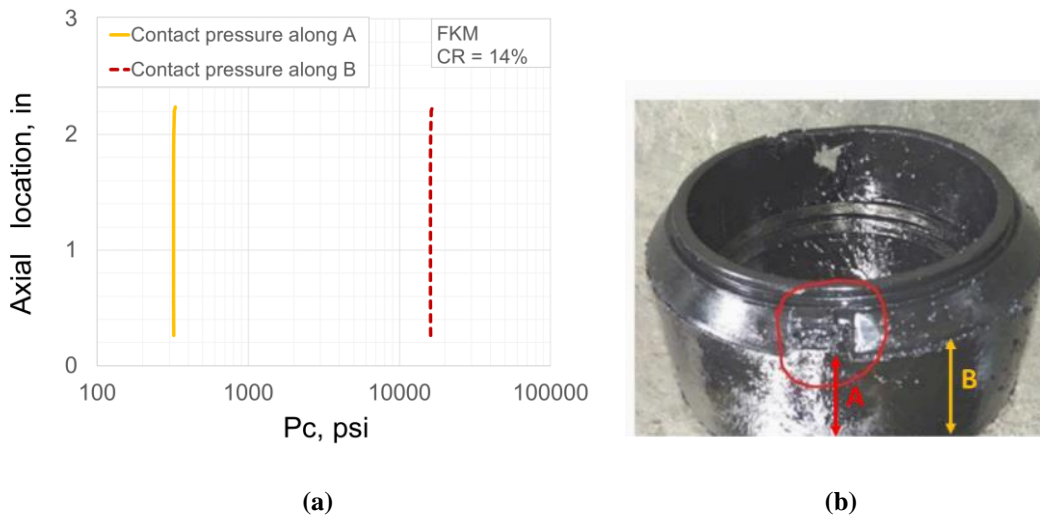 3
2
1
0
Axial location, in
Contact pressure along A
Contact pressure along B
FKM
CR = 14%
100
1000
10000
100000
Pc, psi
A
B
(a)
(b)